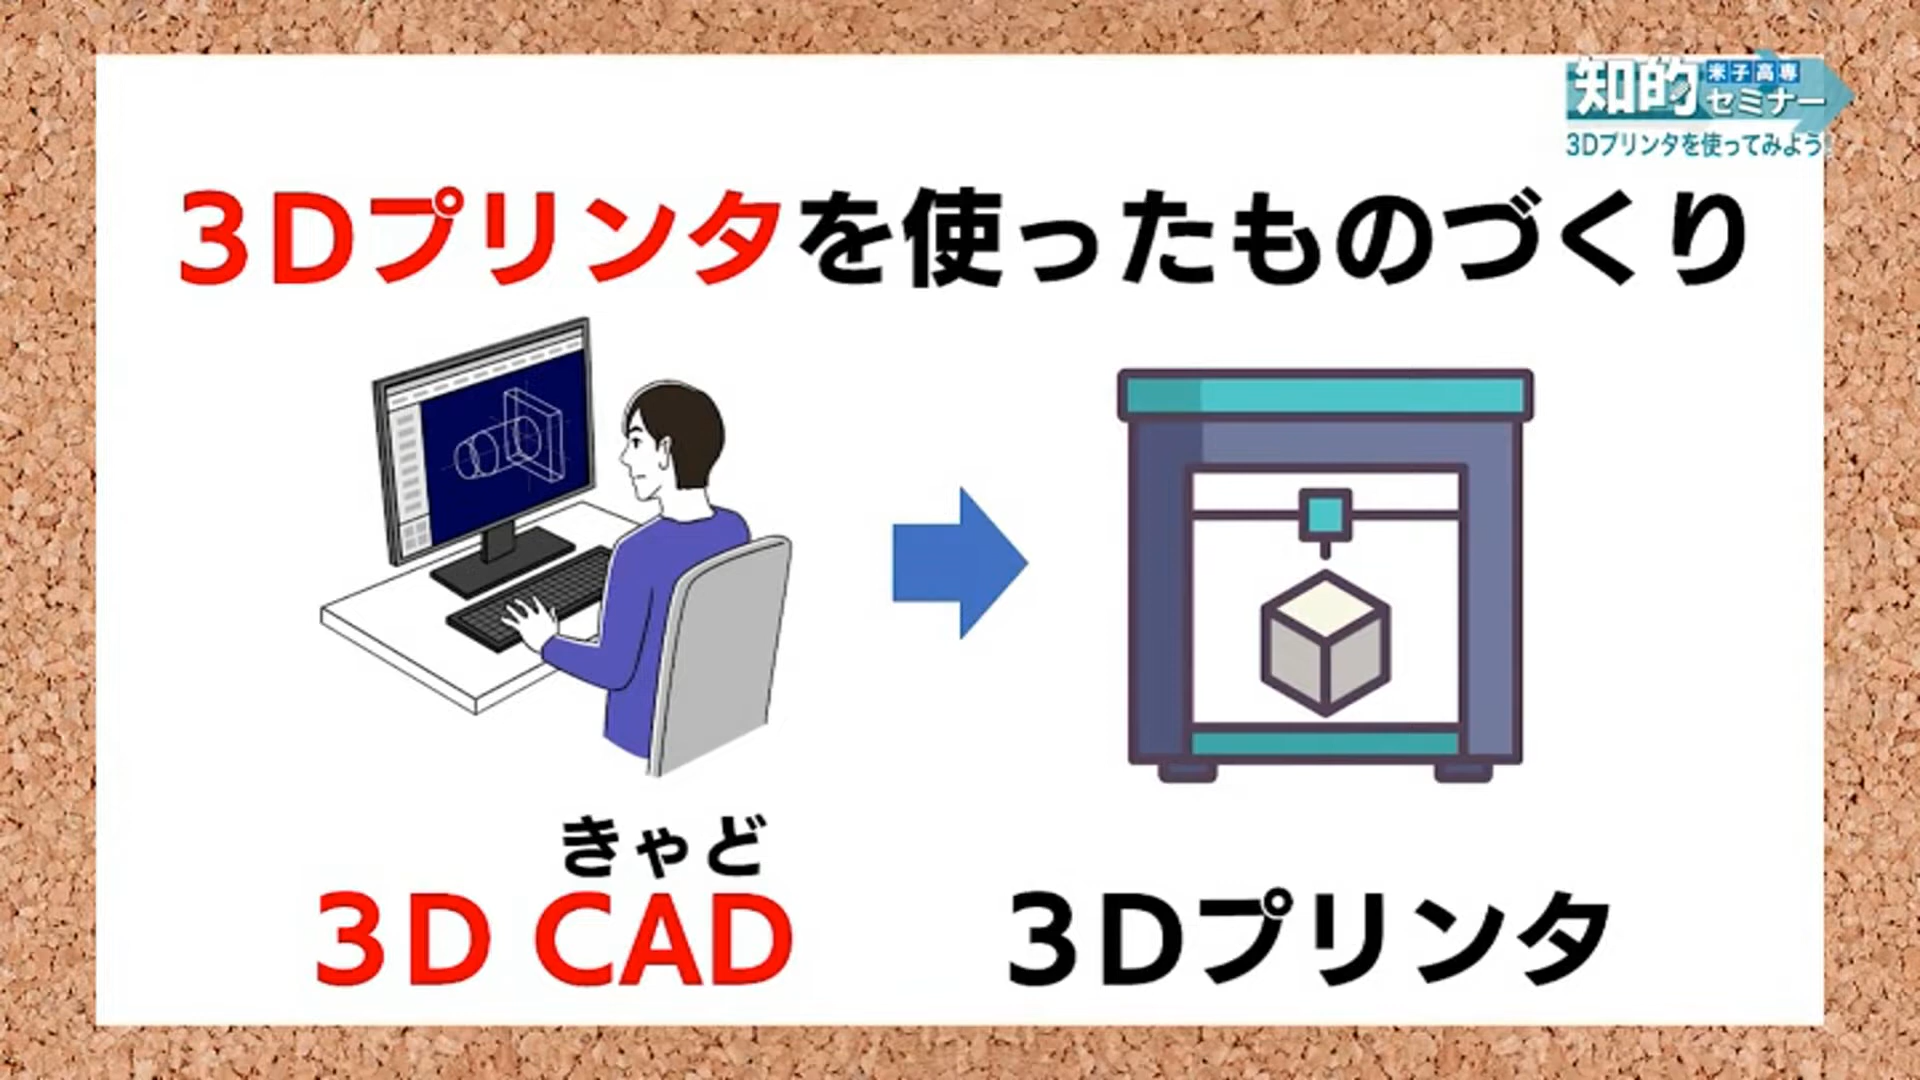 知的 米子高専
セミナー
3Dプリンタを使ってみよう!
3Dプリンタを使ったものづくり
きゃど
3D CAD
3Dプリンタ